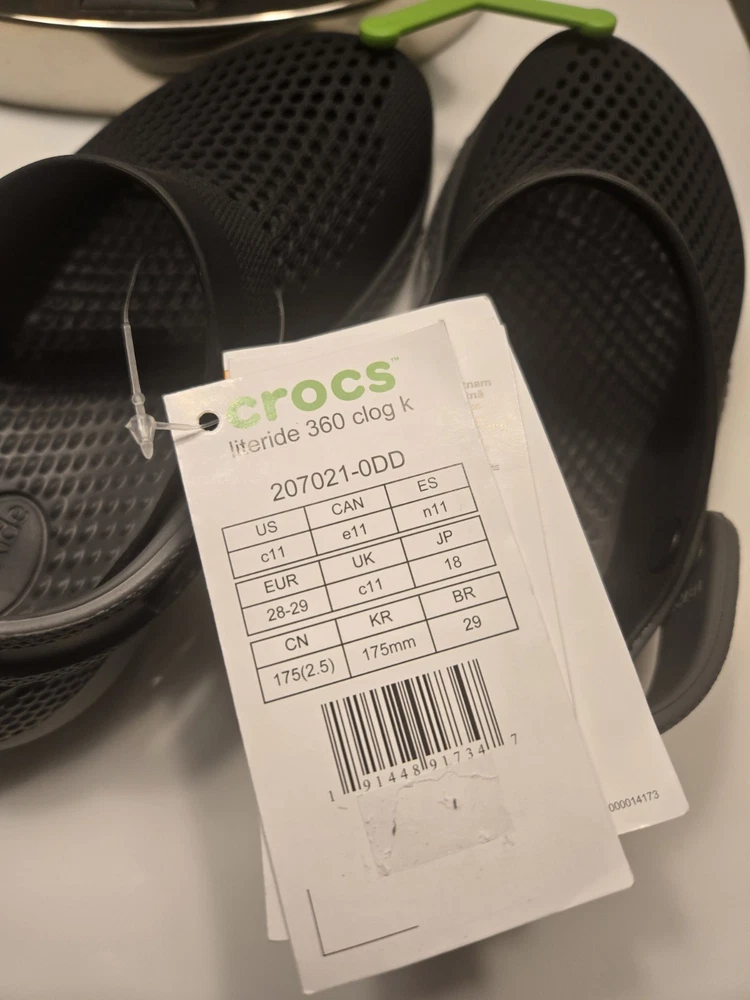 crocs™
literide 360 clog k
207021-0DD
US CAN ES
c11 e11 n11
EUR UK JP
28-29 c11 18
CN KR BR
175(2.5) 175mm 29
1 91448 91734 7
000014173